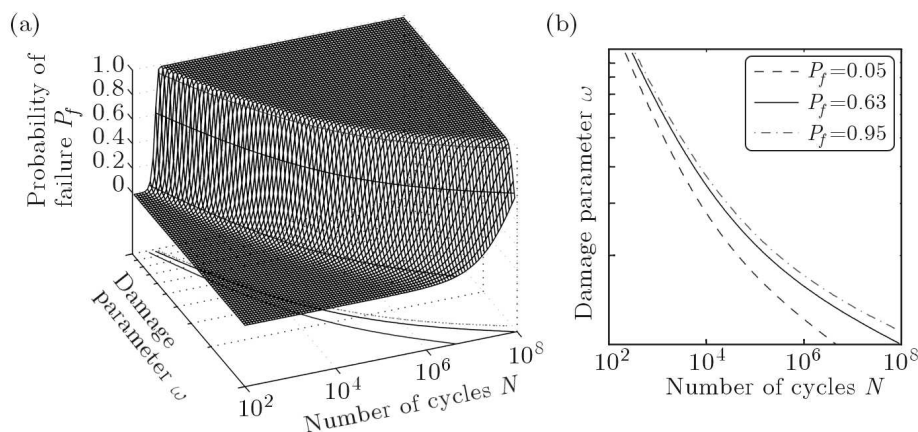 (a)
Probability of
failure P_f
1.0
0.8
0.6
0.4
0.2
0
Damage
parameter ω
10^2
10^4
10^6
10^8
Number of cycles N
(b)
Damage parameter ω
P_f=0.05
P_f=0.63
P_f=0.95
10^2
10^4
10^6
10^8
Number of cycles N